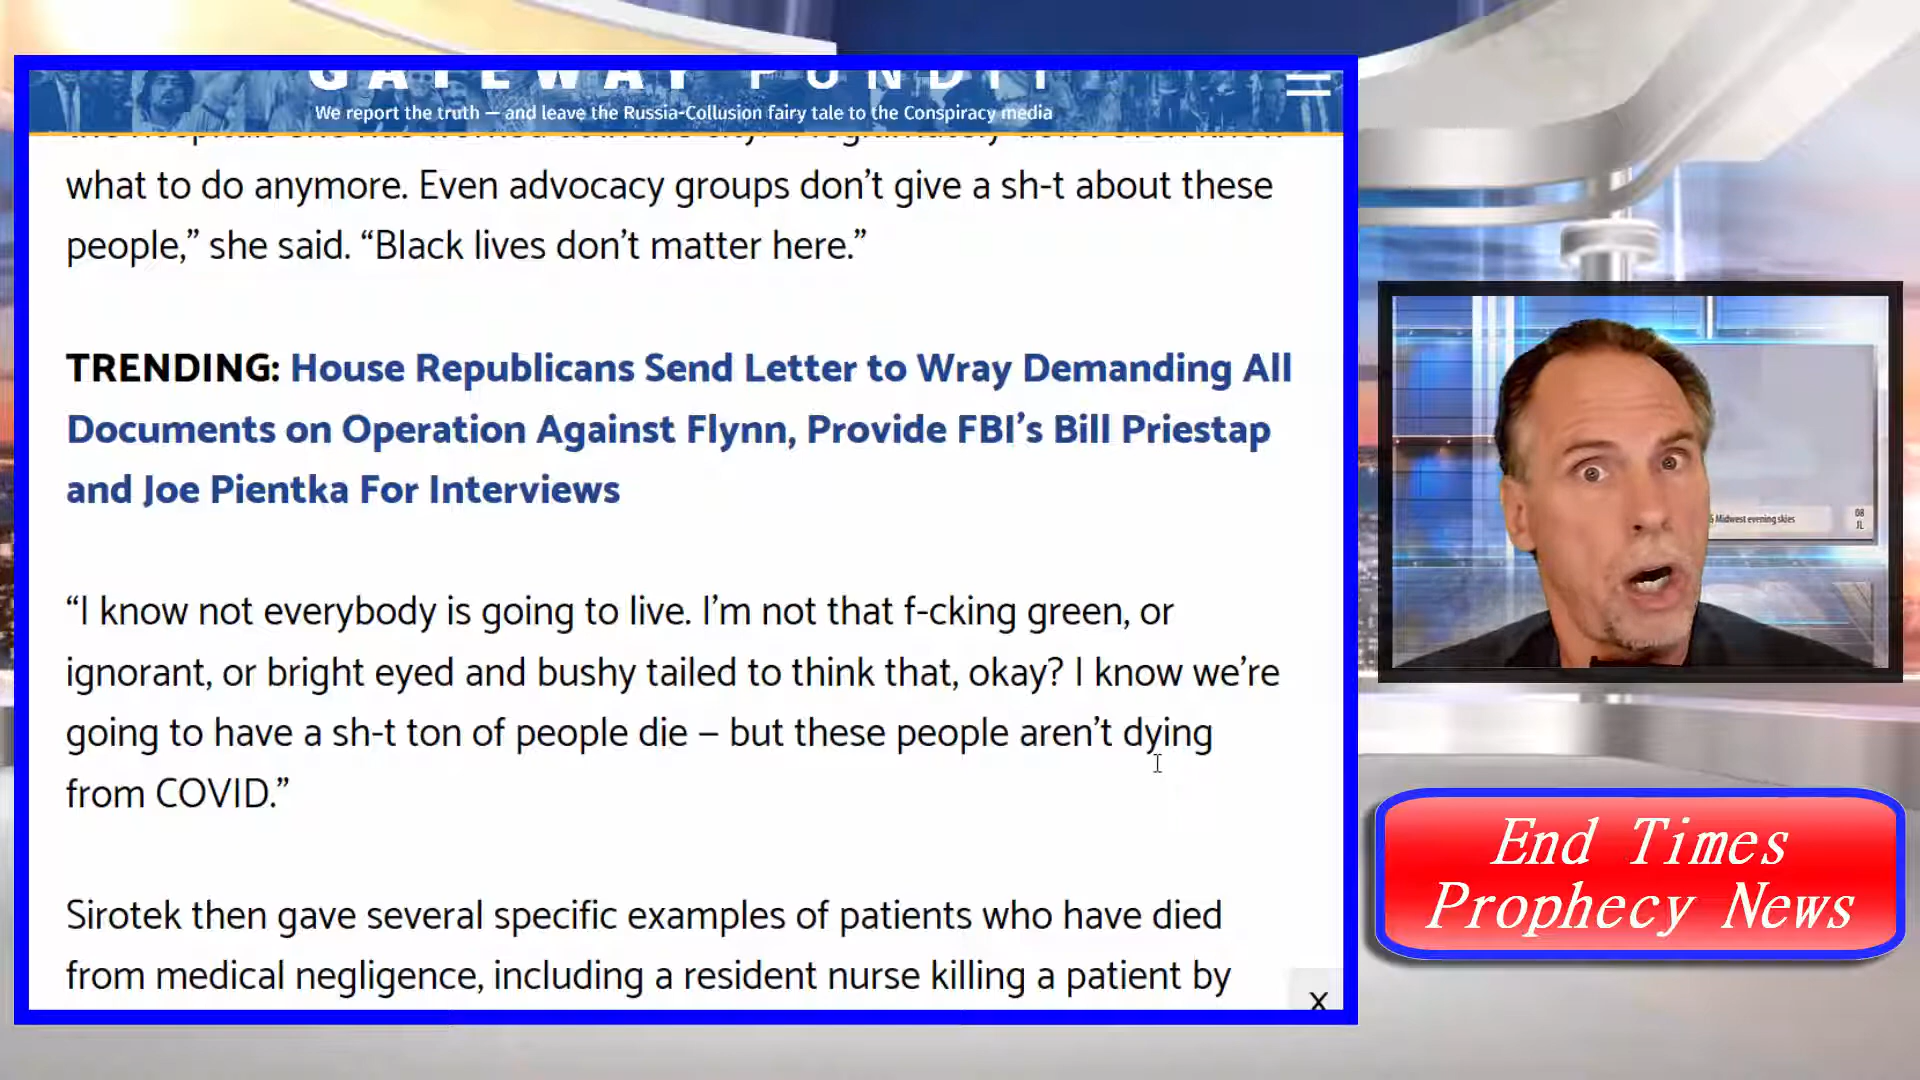 GATEWAY PUNDIT
We report the truth — and leave the Russia-Collusion fairy tale to the Conspiracy media
what to do anymore. Even advocacy groups don't give a sh-t about these
people,” she said. “Black lives don't matter here.”
TRENDING: House Republicans Send Letter to Wray Demanding All
Documents on Operation Against Flynn, Provide FBI's Bill Priestap
and Joe Pientka For Interviews
“I know not everybody is going to live. I'm not that f-cking green, or
ignorant, or bright eyed and bushy tailed to think that, okay? I know we're
going to have a sh-t ton of people die – but these people aren't dying
from COVID.”
Sirotek then gave several specific examples of patients who have died
from medical negligence, including a resident nurse killing a patient by
X
Midwest evening skies
08
JL
End Times
Prophecy News